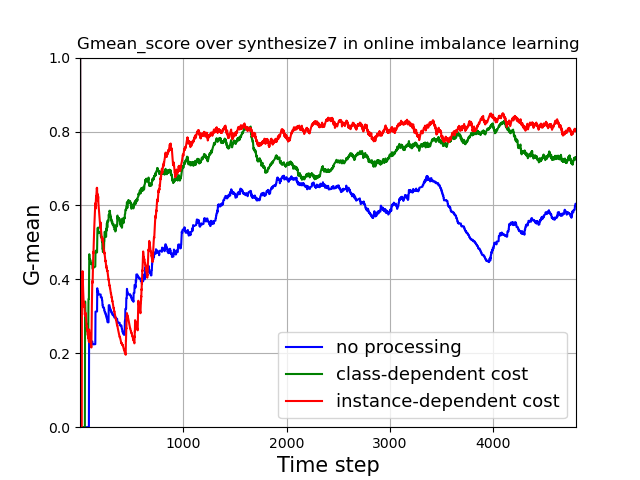 Gmean_score over synthesize7 in online imbalance learning
1.0
0.8
0.6
0.4
0.2
0.0
G-mean
no processing
class-dependent cost
instance-dependent cost
1000 2000 3000 4000
Time step